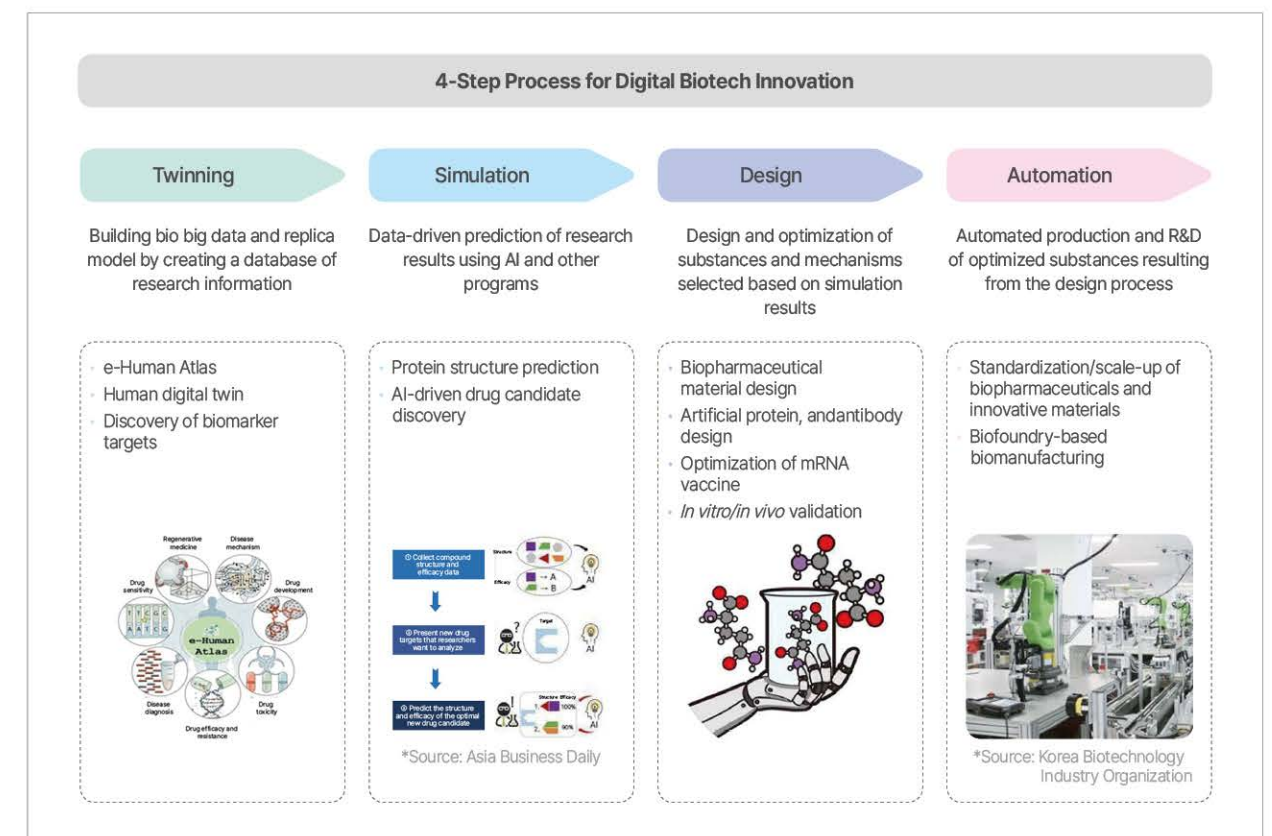 4-Step Process for Digital Biotech Innovation
Twinning
Building bio big data and replica
model by creating a database of
research information
· e-Human Atlas
· Human digital twin
· Discovery of biomarker
targets
Regenerative
medicine
Disease
mechanism
Drug
sensitivity
Drug
development
T T C G C
A A T C G
e-Human
Atlas
Disease
diagnosis
Drug
toxicity
Drug efficacy and
resistance
Simulation
Data-driven prediction of research
results using AI and other
programs
· Protein structure prediction
· AI-driven drug candidate
discovery
① Collect compound
structure and
efficacy data
Structure
Efficacy
→ A
→ B
AI
② Present new drug
targets that researchers
want to analyze
?
Target
AI
③ Predict the structure
and efficacy of the optimal
new drug candidate
!
Structure Efficacy
1. 100%
2. 90%
AI
*Source: Asia Business Daily
Design
Design and optimization of
substances and mechanisms
selected based on simulation
results
· Biopharmaceutical
material design
· Artificial protein, andantibody
design
· Optimization of mRNA
vaccine
· In vitro/in vivo validation
Automation
Automated production and R&D
of optimized substances resulting
from the design process
· Standardization/scale-up of
biopharmaceuticals and
innovative materials
· Biofoundry-based
biomanufacturing
*Source: Korea Biotechnology
Industry Organization